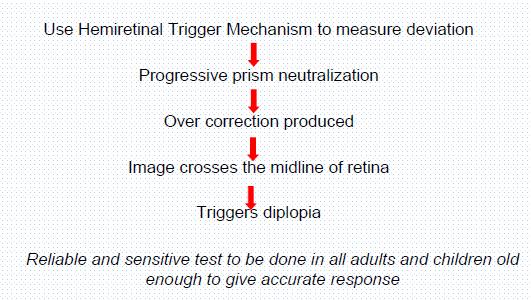 Use Hemiretinal Trigger Mechanism to measure deviation
Progressive prism neutralization
Over correction produced
Image crosses the midline of retina
Triggers diplopia
Reliable and sensitive test to be done in all adults and children old
enough to give accurate response